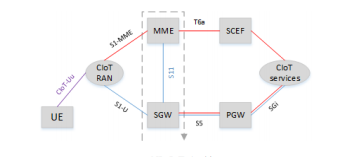 MME
T6a
SCEF
S1-MME
CIoT
RAN
S11
CIoT
services
CIoT-Uu
UE
S1-U
SGW
S5
PGW
SGi